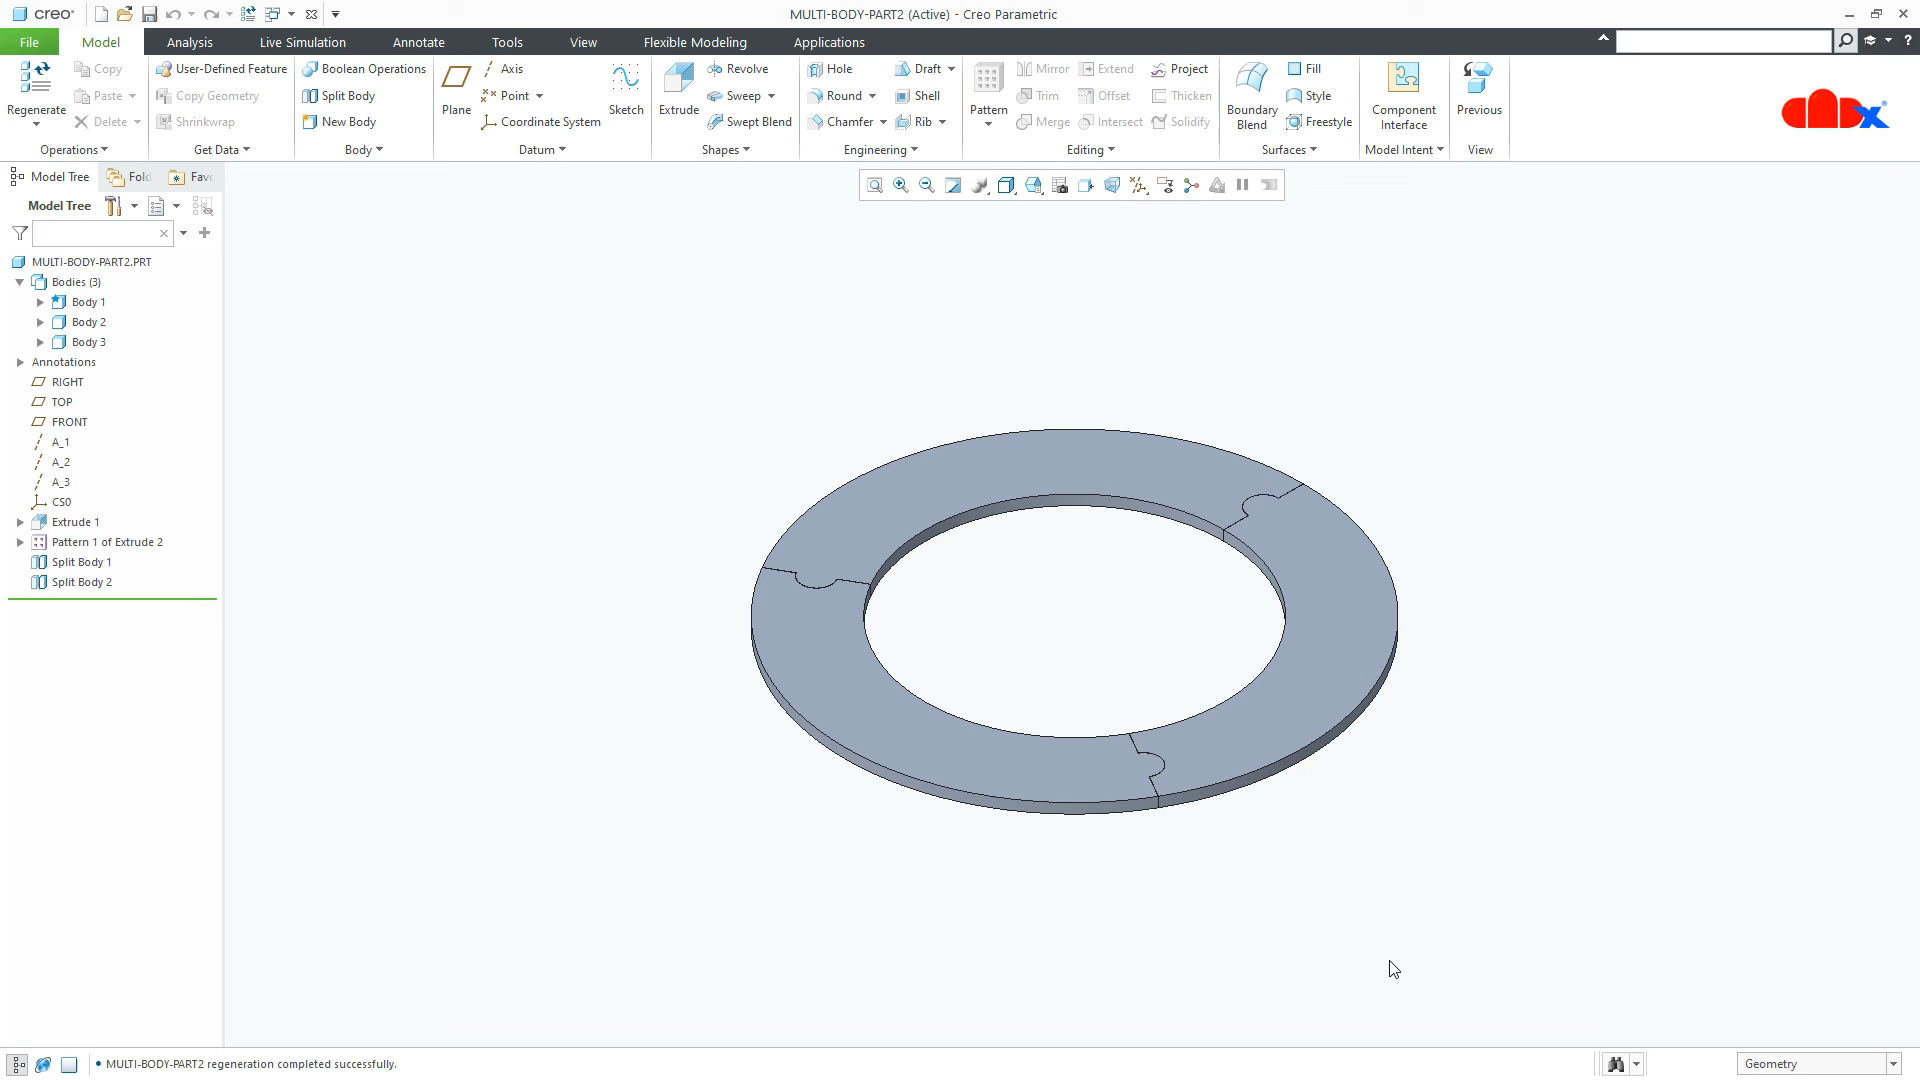 creo®
MULTI-BODY-PART2 (Active) - Creo Parametric
File Model Analysis Live Simulation Annotate Tools View Flexible Modeling Applications ?
Regenerate
Copy
Paste
Delete
Operations
User-Defined Feature
Copy Geometry
Shrinkwrap
Get Data
Boolean Operations
Split Body
New Body
Body
Plane
Axis
Point
Coordinate System
Sketch
Datum
Extrude
Revolve
Sweep
Swept Blend
Shapes
Hole
Round
Chamfer
Draft
Shell
Rib
Engineering
Pattern
Mirror
Trim
Merge
Extend
Offset
Intersect
Project
Thicken
Solidify
Editing
Boundary
Blend
Fill
Style
Freestyle
Surfaces
Component
Interface
Model Intent
Previous
View
Model Tree Fol Fav
Model Tree
MULTI-BODY-PART2.PRT
Bodies (3)
Body 1
Body 2
Body 3
Annotations
RIGHT
TOP
FRONT
A_1
A_2
A_3
CS0
Extrude 1
Pattern 1 of Extrude 2
Split Body 1
Split Body 2
• MULTI-BODY-PART2 regeneration completed successfully.
Geometry